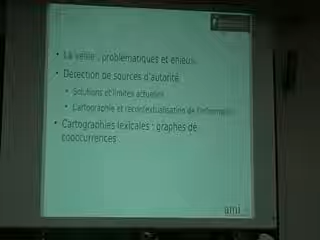 • La veille : problématiques et enjeux
• Détection de sources d'autorité
• Solutions et limites actuelles
• Cartographie et recontextualisation de l'information
• Cartographies lexicales : graphes de
cooccurrences
ami